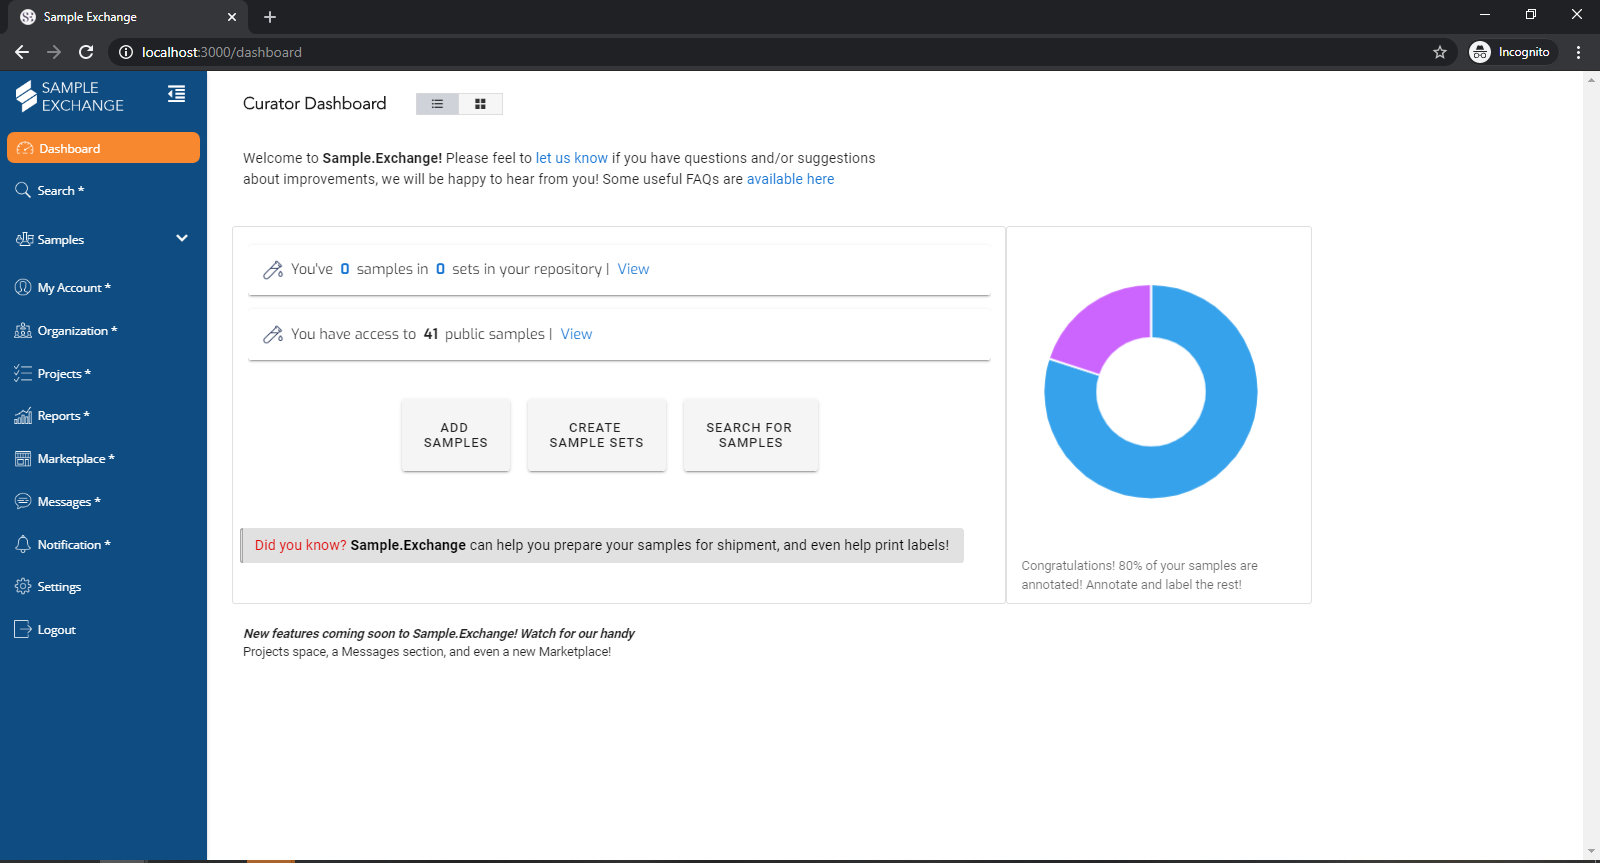 Sample Exchange
localhost:3000/dashboard
Incognito
SAMPLE
EXCHANGE
Dashboard
Search *
Samples
My Account *
Organization *
Projects *
Reports *
Marketplace *
Messages *
Notification *
Settings
Logout
Curator Dashboard
Welcome to Sample.Exchange! Please feel to let us know if you have questions and/or suggestions
about improvements, we will be happy to hear from you! Some useful FAQs are available here
You've 0 samples in 0 sets in your repository | View
You have access to 41 public samples | View
ADD
SAMPLES
CREATE
SAMPLE SETS
SEARCH FOR
SAMPLES
Did you know? Sample.Exchange can help you prepare your samples for shipment, and even help print labels!
Congratulations! 80% of your samples are
annotated! Annotate and label the rest!
New features coming soon to Sample.Exchange! Watch for our handy
Projects space, a Messages section, and even a new Marketplace!